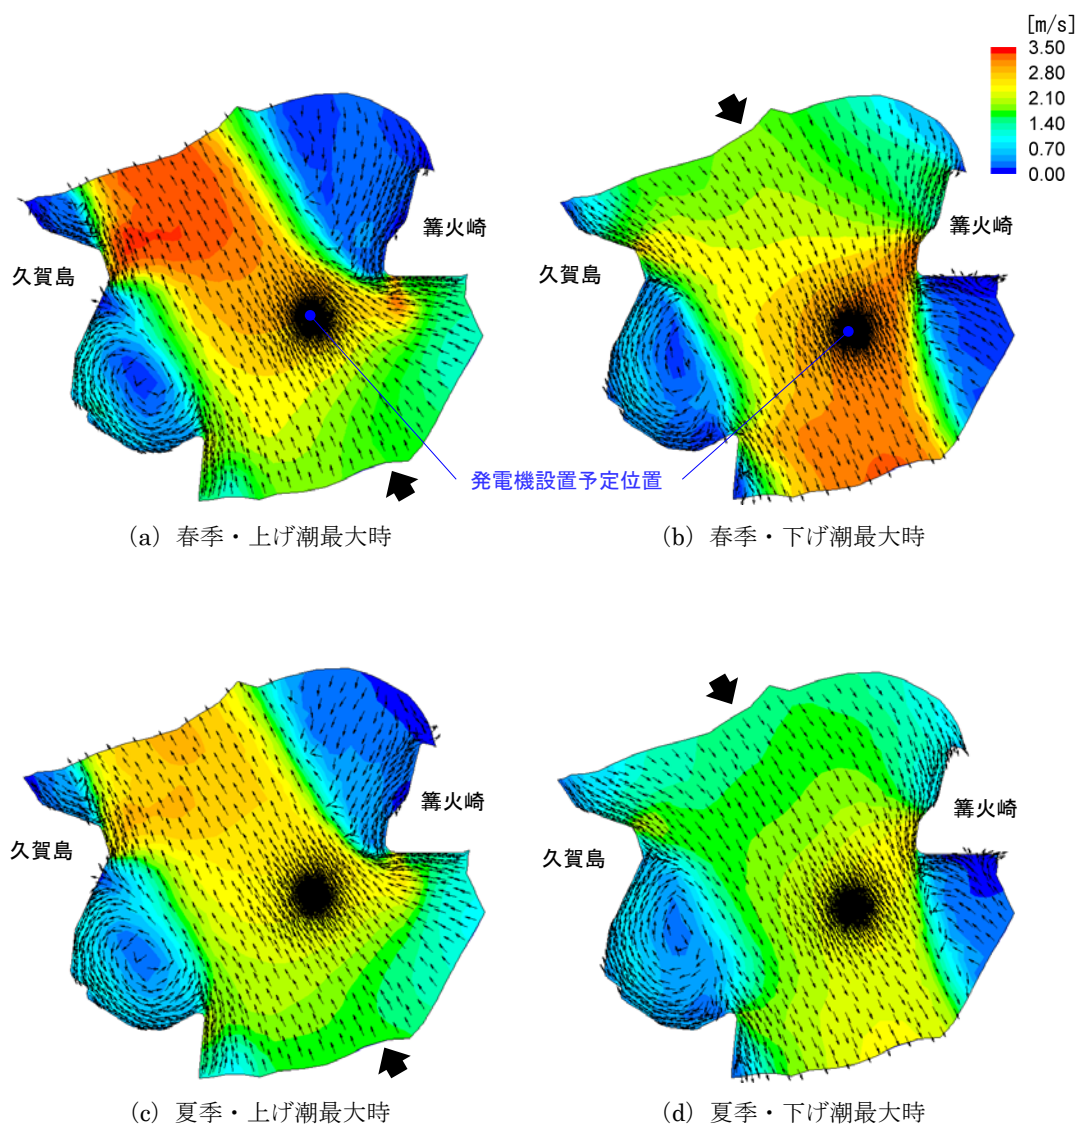 [m/s]
3.50
2.80
2.10
1.40
0.70
0.00
篝火崎
久賀島
篝火崎
久賀島
発電機設置予定位置
(a) 春季・上げ潮最大時
(b) 春季・下げ潮最大時
篝火崎
久賀島
篝火崎
久賀島
(c) 夏季・上げ潮最大時
(d) 夏季・下げ潮最大時